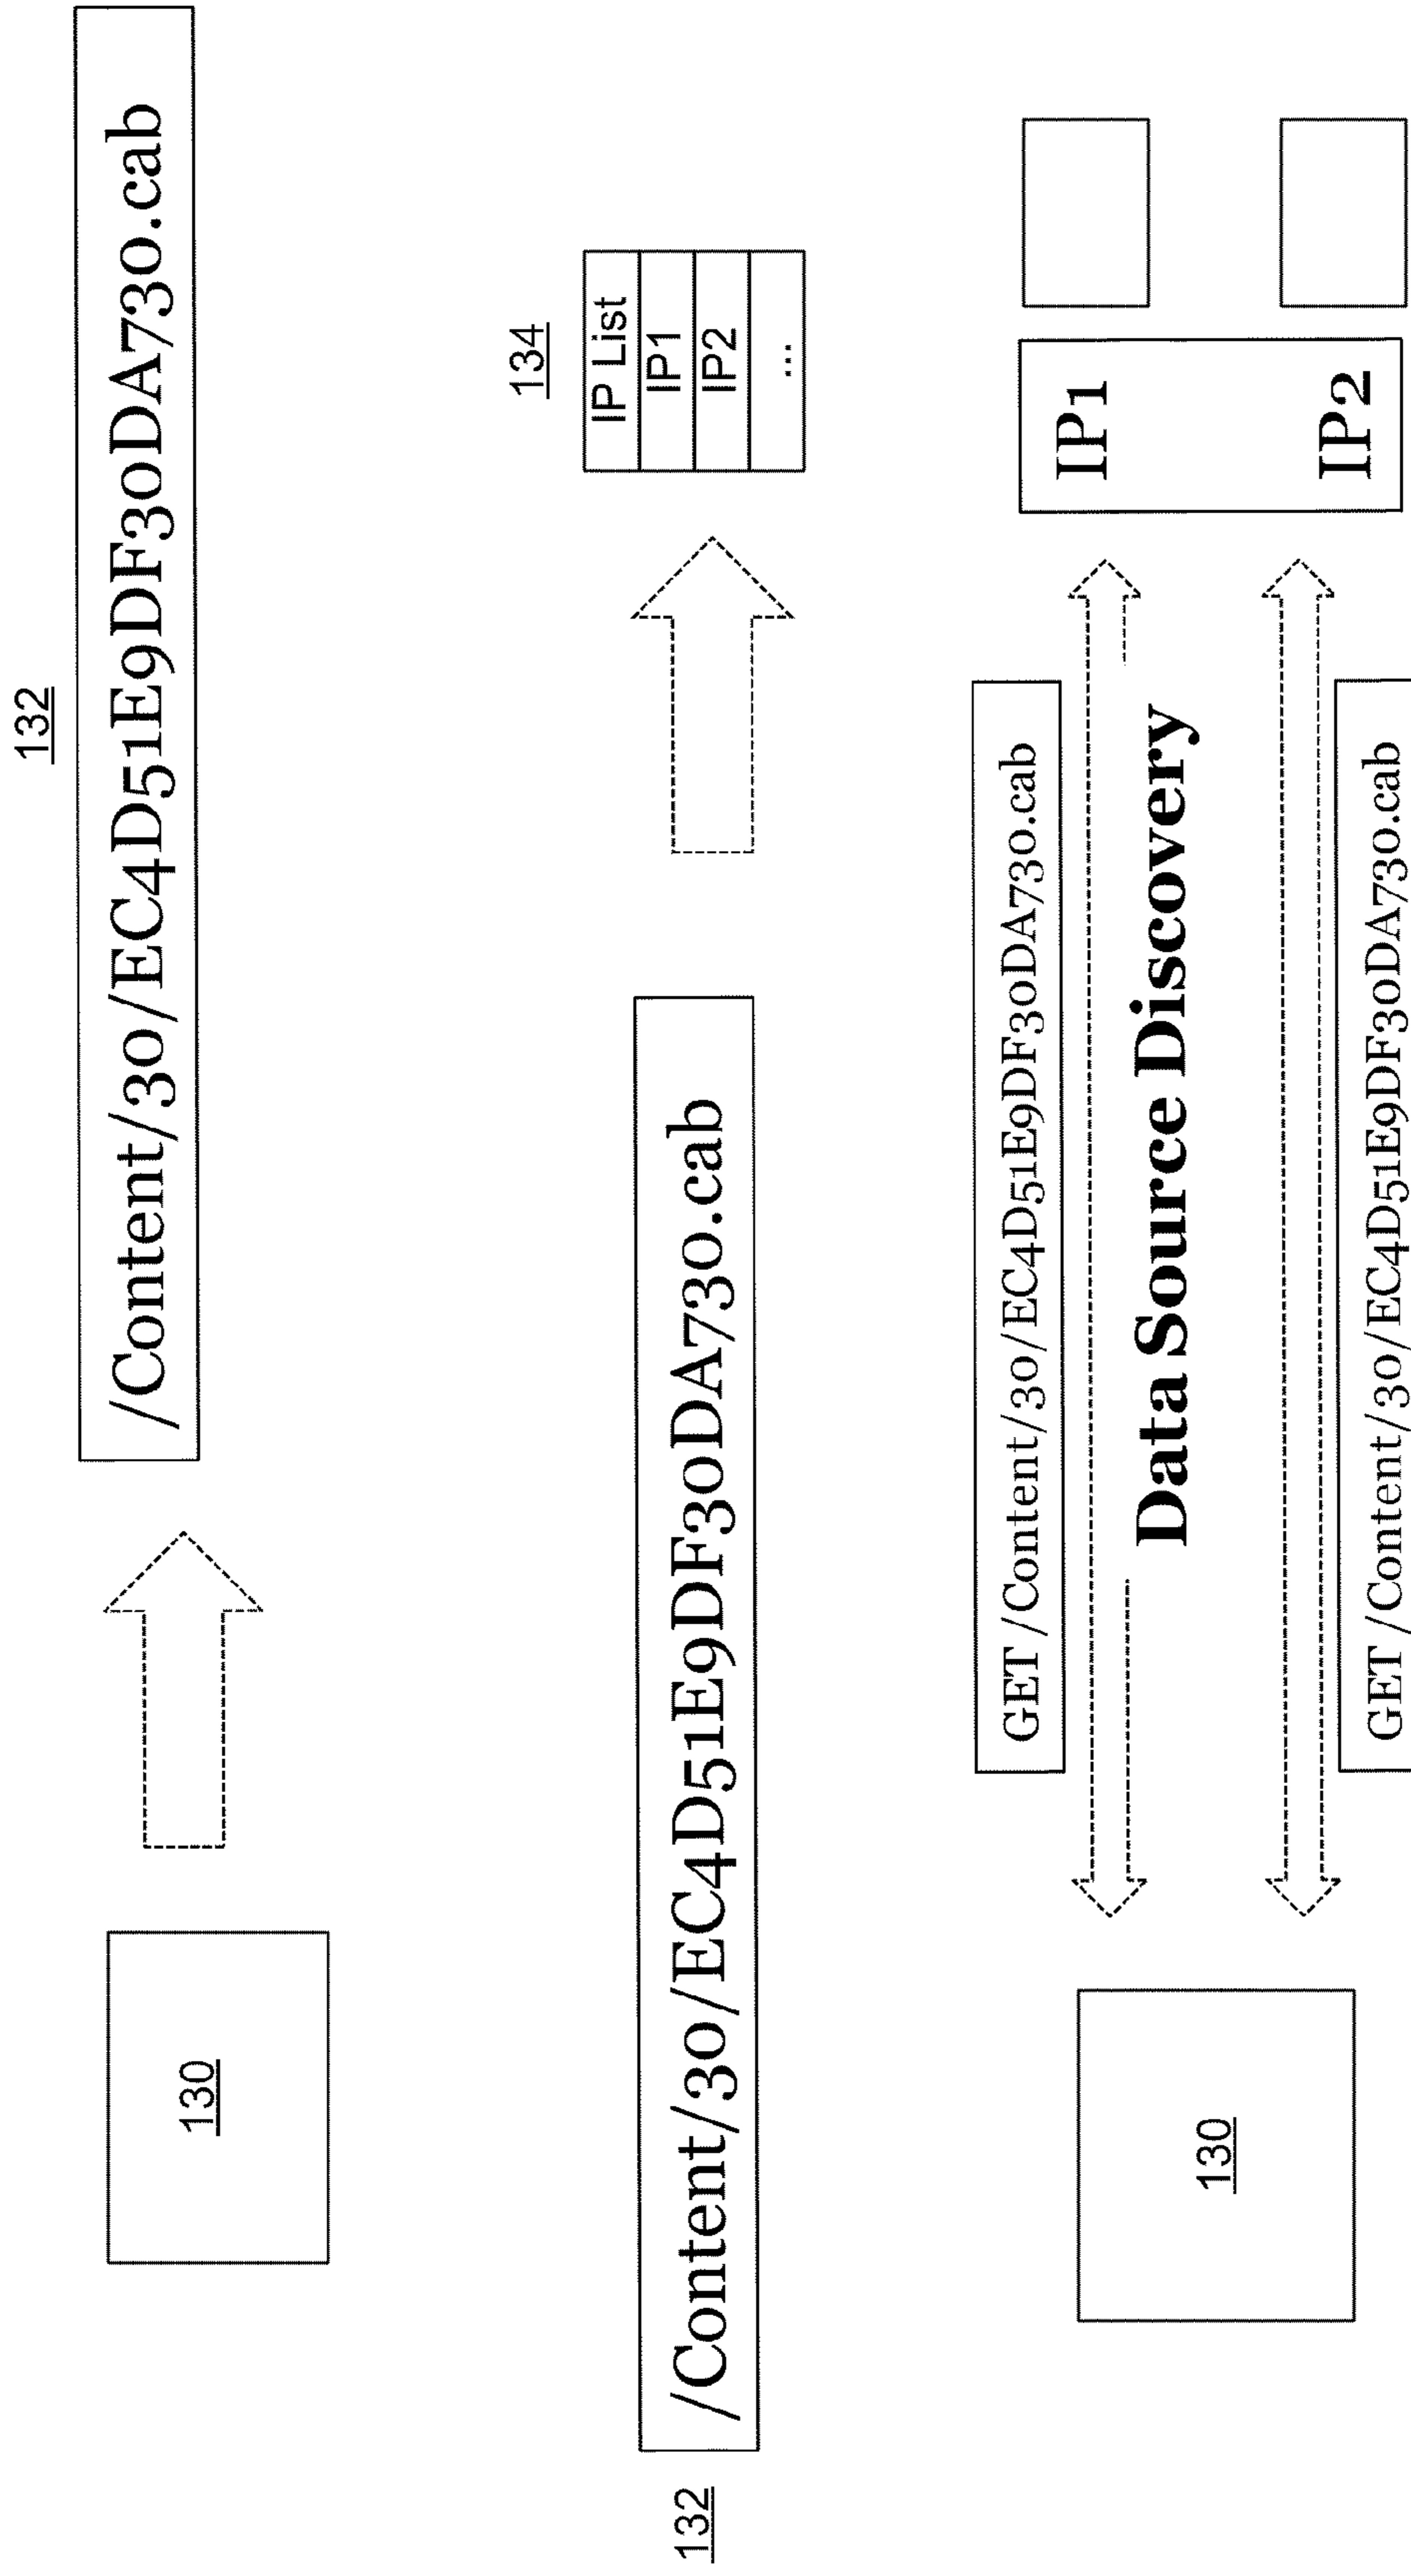 132
130
/Content/30/EC4D51E9DF30DA730.cab
134
132
/Content/30/EC4D51E9DF30DA730.cab
IP List
IP1
IP2
...
GET /Content/30/EC4D51E9DF30DA730.cab
IP1
Data Source Discovery
130
IP2
GET /Content/30/EC4D51E9DF30DA730.cab